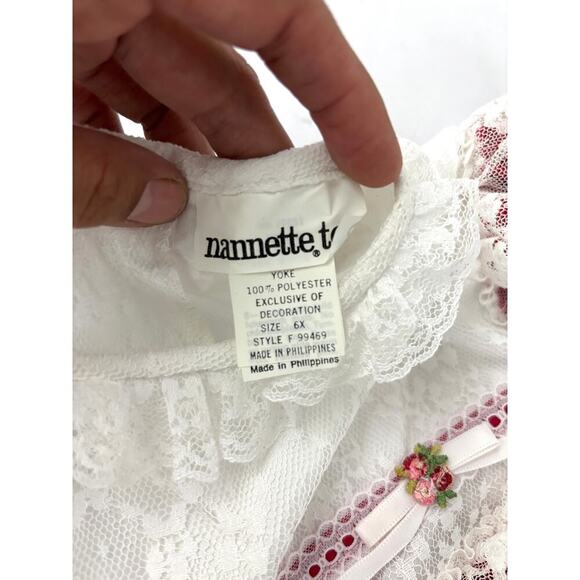 nannette® t
YOKE
100% POLYESTER
EXCLUSIVE OF
DECORATION
SIZE 6X
STYLE F 99469
MADE IN PHILIPPINES
Made in Philippines